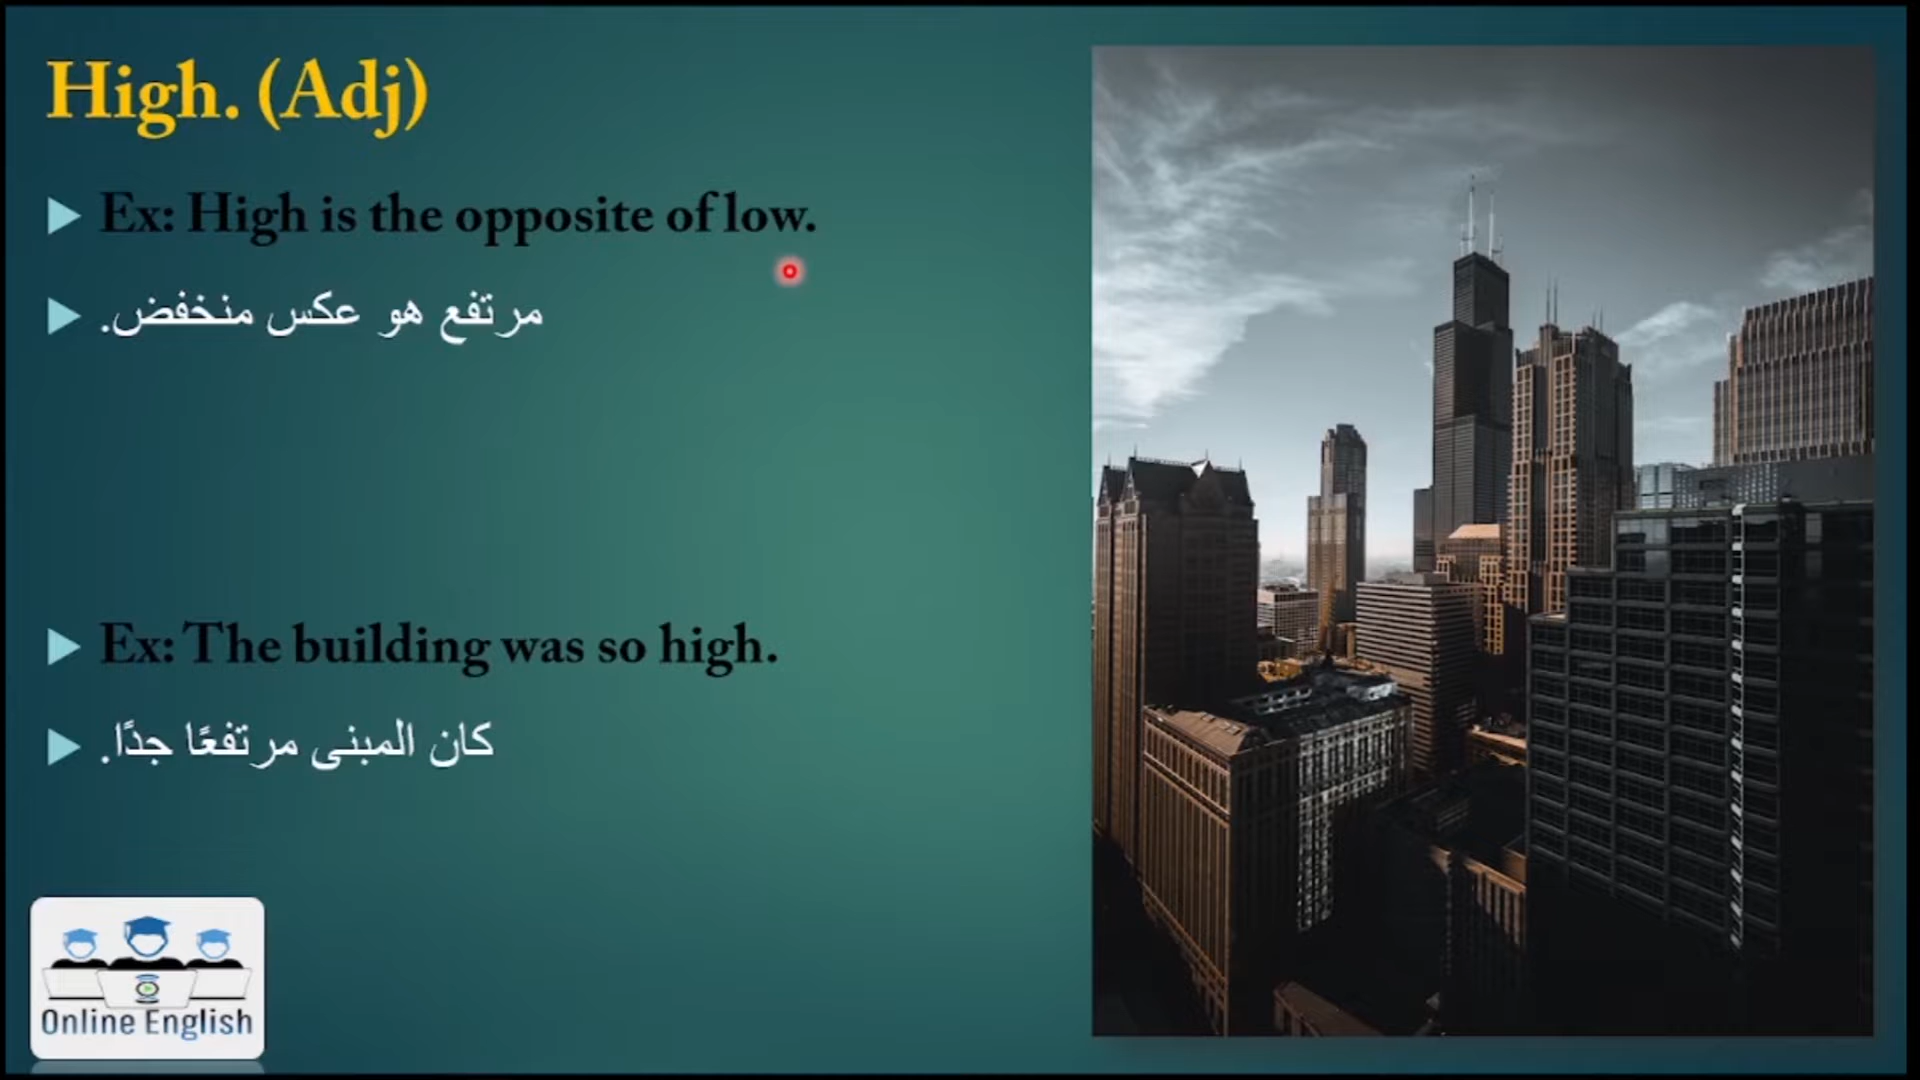 High. (Adj)
Ex: High is the opposite of low.
مرتفع هو عكس منخفض.
Ex: The building was so high.
كان المبنى مرتفعًا جدًا.
Online English